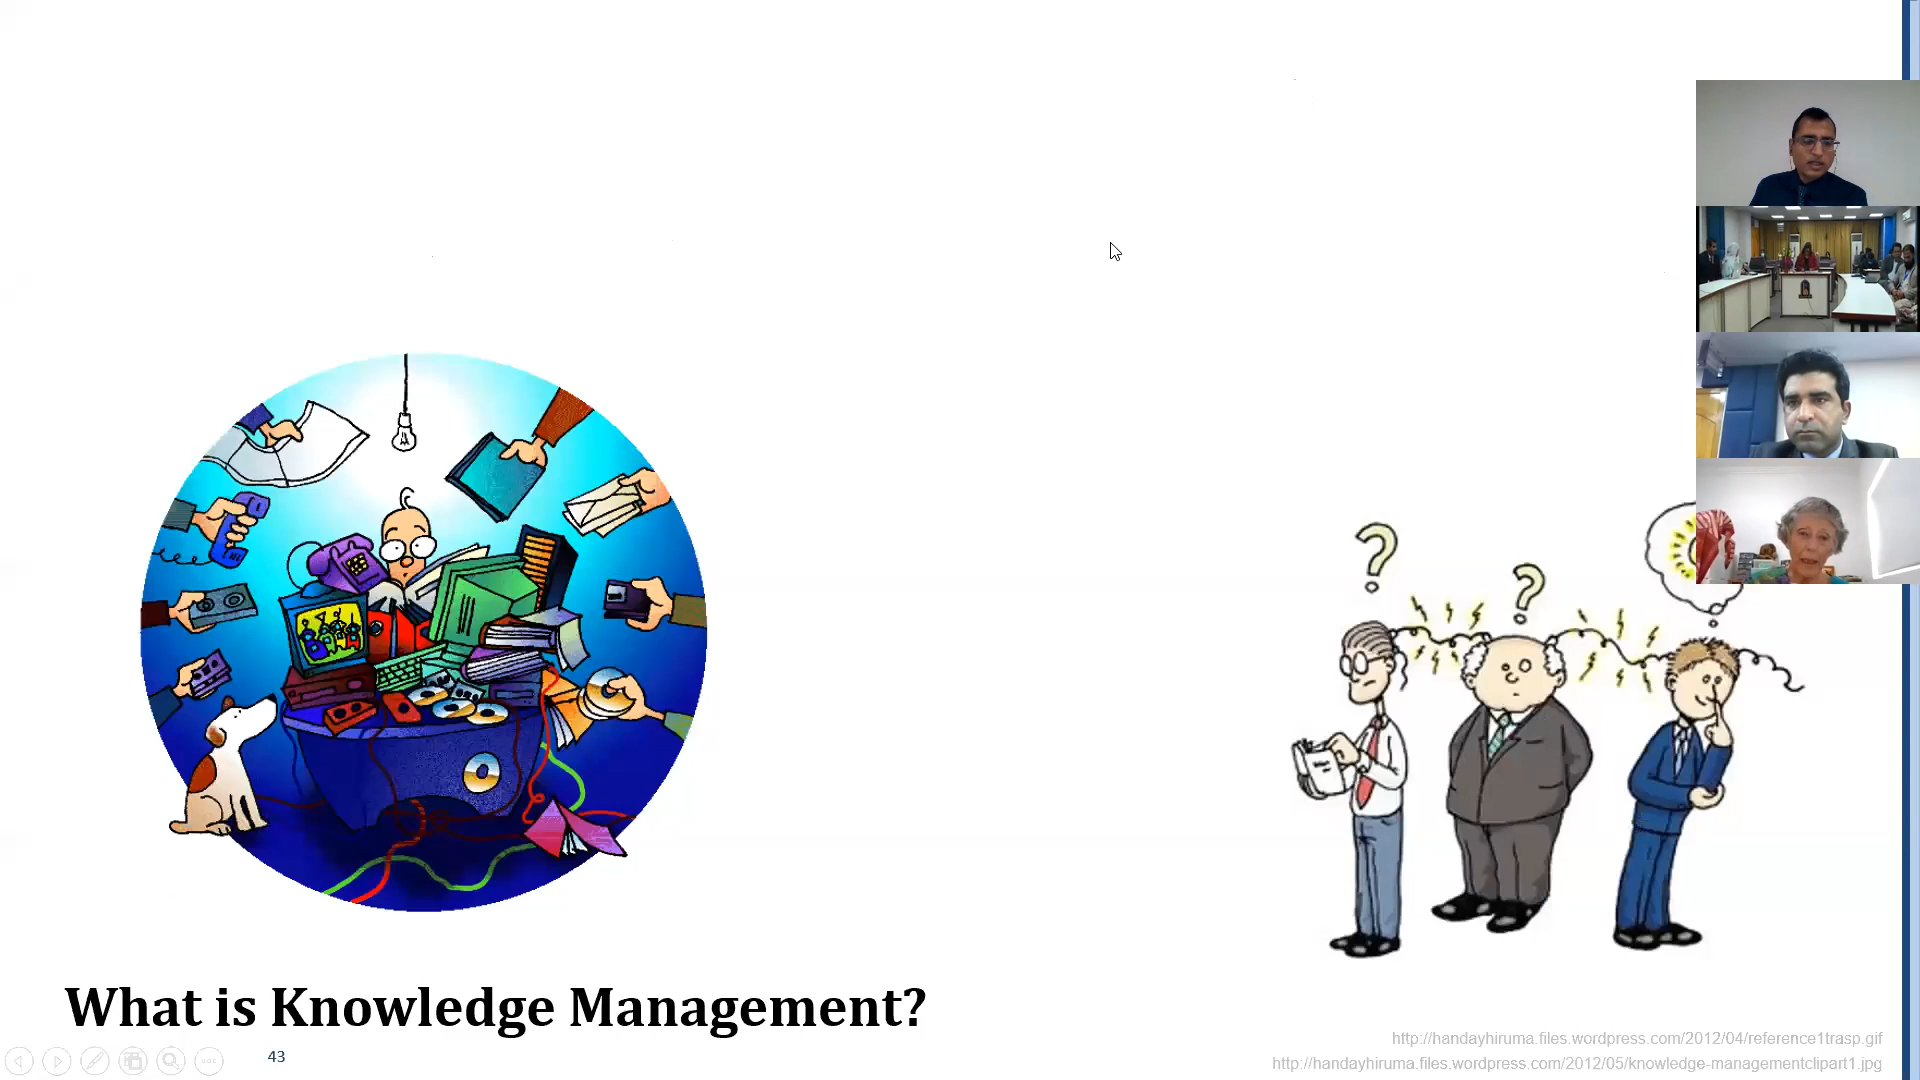 What is Knowledge Management?
http://handayhiruma.files.wordpress.com/2012/04/reference1trasp.gif
43
http://handayhiruma.files.wordpress.com/2012/05/knowledge-managementclipart1.jpg